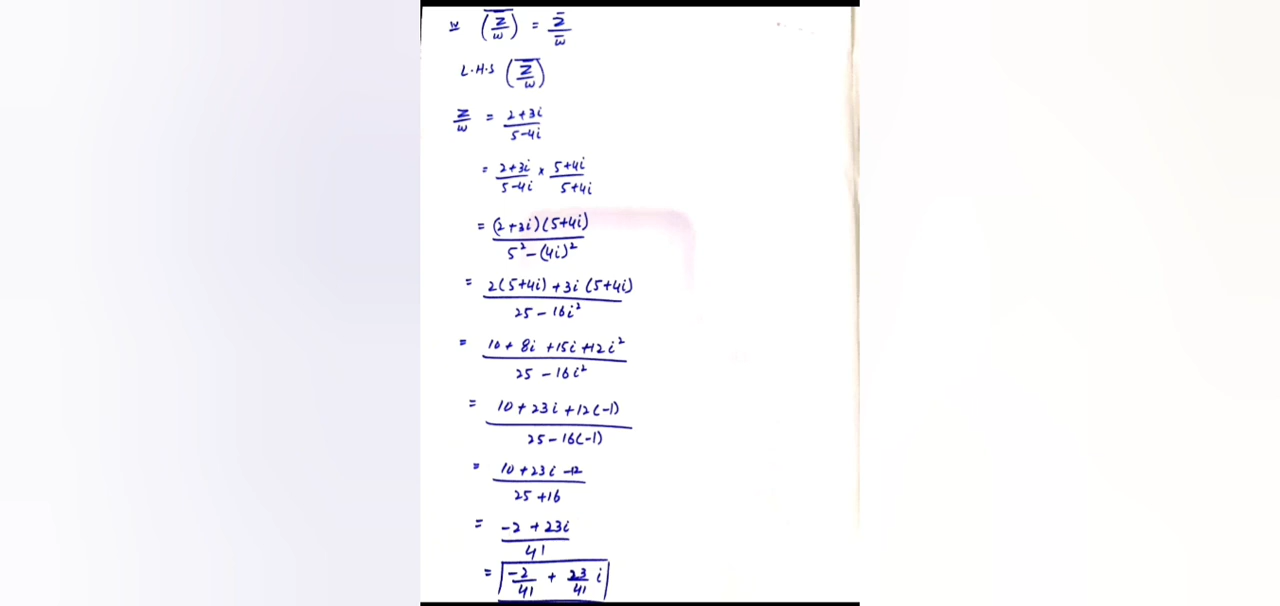 iv (z/w)‾ = z̄/w̄
L.H.S (z/w)‾
z/w = 2+3i/5-4i
= 2+3i/5-4i × 5+4i/5+4i
= (2+3i)(5+4i)/5²-(4i)²
= 2(5+4i)+3i(5+4i)/25-16i²
= 10+8i+15i+12i²/25-16i²
= 10+23i+12(-1)/25-16(-1)
= 10+23i-12/25+16
= -2+23i/41
= -2/41 + 23/41 i